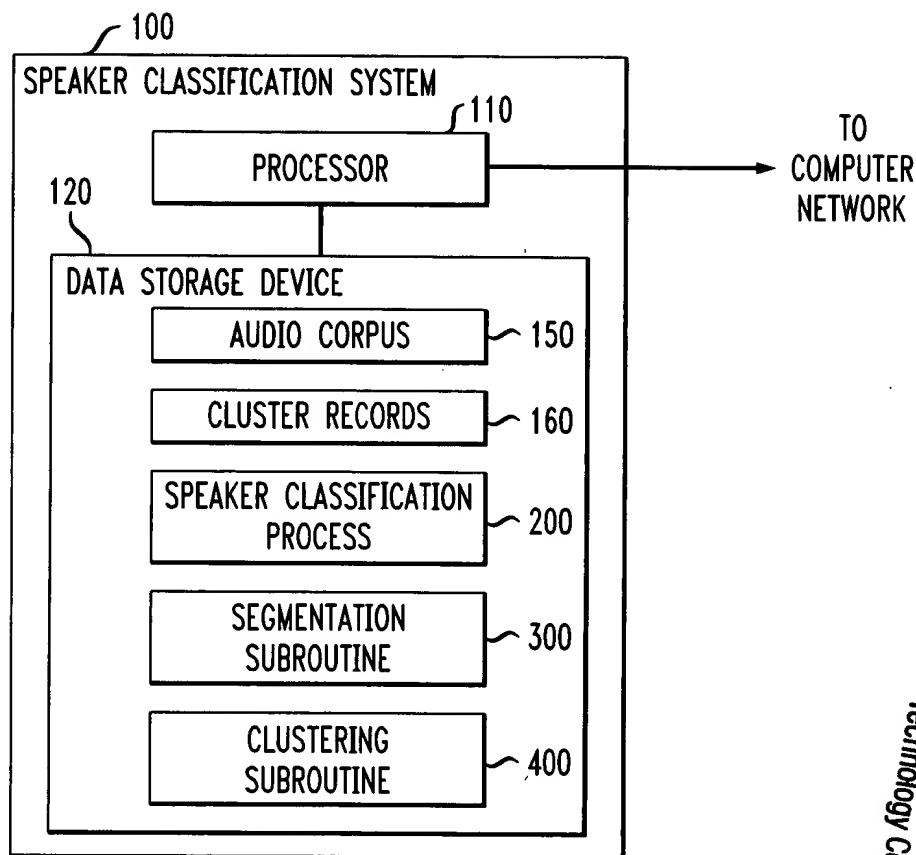 100
SPEAKER CLASSIFICATION SYSTEM
110
PROCESSOR
TO
COMPUTER
NETWORK
120
DATA STORAGE DEVICE
AUDIO CORPUS
150
CLUSTER RECORDS
160
SPEAKER CLASSIFICATION
PROCESS
200
SEGMENTATION
SUBROUTINE
300
CLUSTERING
SUBROUTINE
400
Technology